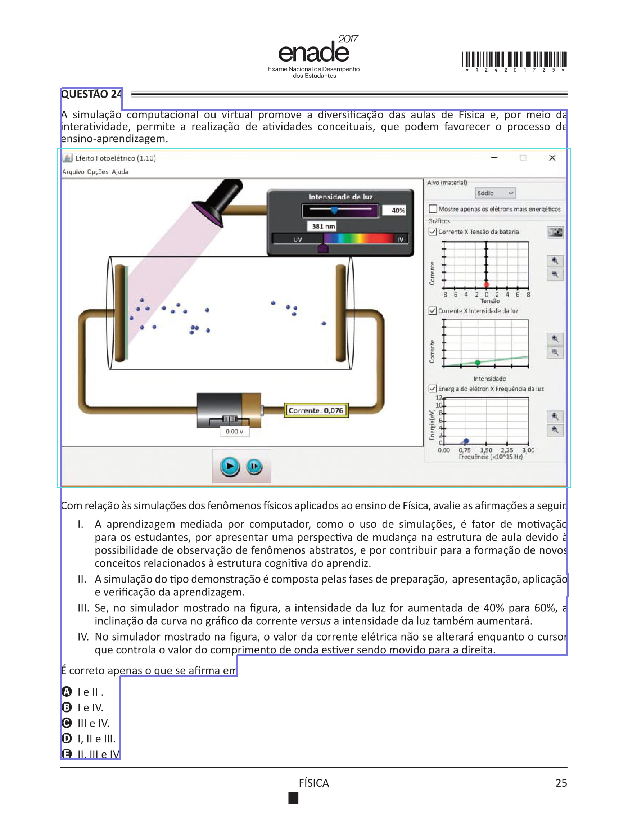 2017
enade
Exame Nacional de Desempenho
dos Estudantes
QUESTÃO 24
A simulação computacional ou virtual promove a diversificação das aulas de Física e, por meio da
interatividade, permite a realização de atividades conceituais, que podem favorecer o processo de
ensino-aprendizagem.
Efeito Fotoelétrico (1.10)
Arquivo Opções Ajuda
Alvo (material)
Sódio
Intensidade de luz
40%
381 nm
UV
IV
Mostre apenas os elétrons mais energéticos
Gráficos
Corrente X Tensão da bateria
Corrente
8 6 4 2 0 2 4 6 8
Tensão
Corrente X Intensidade da luz
Corrente
Intensidade
Energia do elétron X Frequência da luz
Energia(eV)
12
10
8
6
4
2
0
0,00 0,75 1,50 2,25 3,00
Frequência (x10^15 Hz)
Corrente. 0,076
0.00 v
Com relação às simulações dos fenômenos físicos aplicados ao ensino de Física, avalie as afirmações a seguir
I. A aprendizagem mediada por computador, como o uso de simulações, é fator de motivação
para os estudantes, por apresentar uma perspectiva de mudança na estrutura de aula devido à
possibilidade de observação de fenômenos abstratos, e por contribuir para a formação de novos
conceitos relacionados à estrutura cognitiva do aprendiz.
II. A simulação do tipo demonstração é composta pelas fases de preparação, apresentação, aplicação
e verificação da aprendizagem.
III. Se, no simulador mostrado na figura, a intensidade da luz for aumentada de 40% para 60%, a
inclinação da curva no gráfico da corrente versus a intensidade da luz também aumentará.
IV. No simulador mostrado na figura, o valor da corrente elétrica não se alterará enquanto o cursor
que controla o valor do comprimento de onda estiver sendo movido para a direita.
É correto apenas o que se afirma em
A I e II .
B I e IV.
C III e IV.
D I, II e III.
E II, III e IV
FÍSICA
25